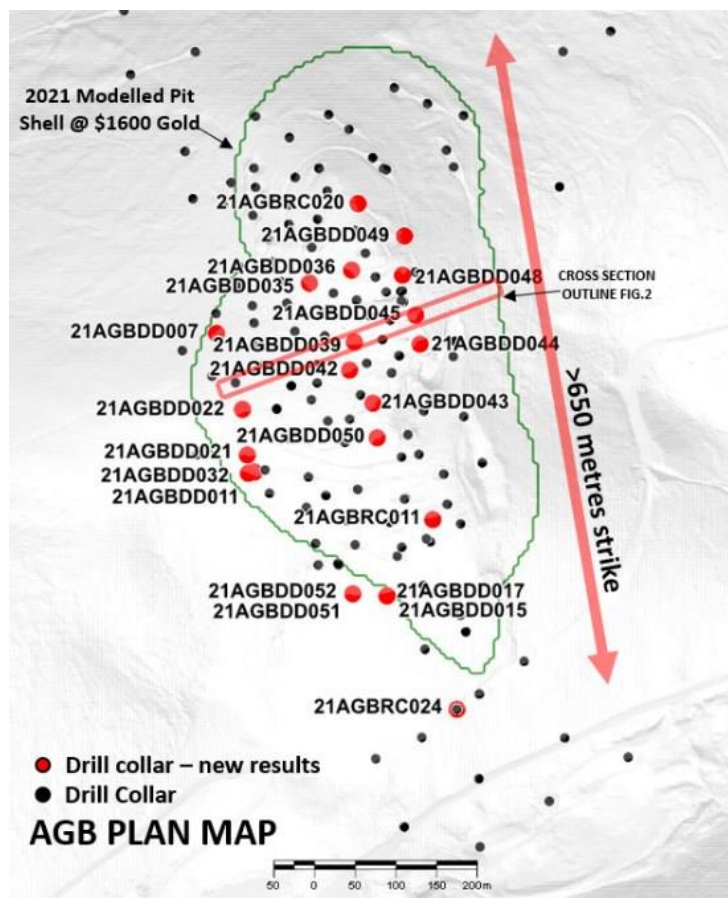 2021 Modelled Pit
Shell @ $1600 Gold
21AGBRC020
21AGBDD049
21AGBDD036
21AGBDD035
21AGBDD048
CROSS SECTION
OUTLINE FIG.2
21AGBDD045
21AGBDD007
21AGBDD039
21AGBDD044
21AGBDD042
21AGBDD022
21AGBDD043
21AGBDD050
21AGBDD021
21AGBDD032
21AGBDD011
21AGBRC011
>650 metres strike
21AGBDD052
21AGBDD051
21AGBDD017
21AGBDD015
21AGBRC024
Drill collar – new results
Drill Collar
AGB PLAN MAP
50 0 50 100 150 200m